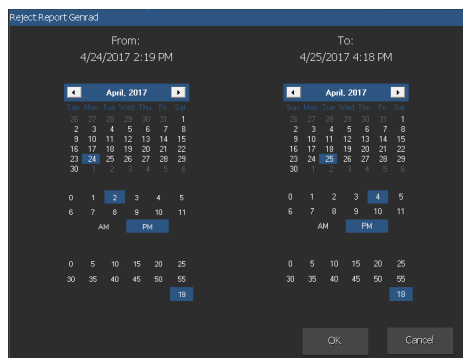 Reject Report Genrad
From: To:
4/24/2017 2:19 PM 4/25/2017 4:18 PM
April, 2017 April, 2017
Sun Mon Tue Wed Thu Fri Sat Sun Mon Tue Wed Thu Fri Sat
26 27 28 29 30 31 1 26 27 28 29 30 31 1
2 3 4 5 6 7 8 2 3 4 5 6 7 8
9 10 11 12 13 14 15 9 10 11 12 13 14 15
16 17 18 19 20 21 22 16 17 18 19 20 21 22
23 24 25 26 27 28 29 23 24 25 26 27 28 29
30 1 2 3 4 5 6 30 1 2 3 4 5 6
0 1 2 3 4 5 0 1 2 3 4 5
6 7 8 9 10 11 6 7 8 9 10 11
AM PM AM PM
0 5 10 15 20 25 0 5 10 15 20 25
30 35 40 45 50 55 30 35 40 45 50 55
19 18
OK Cancel